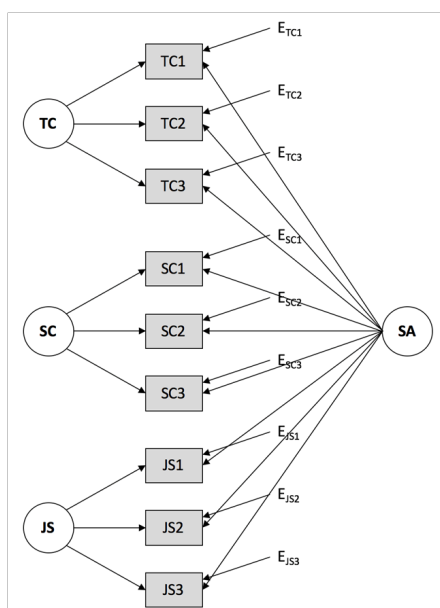 E_TC1
TC1
E_TC2
TC
TC2
E_TC3
TC3
E_SC1
SC1
E_SC2
SC
SC2
SA
E_SC3
SC3
E_JS1
JS1
E_JS2
JS
JS2
E_JS3
JS3